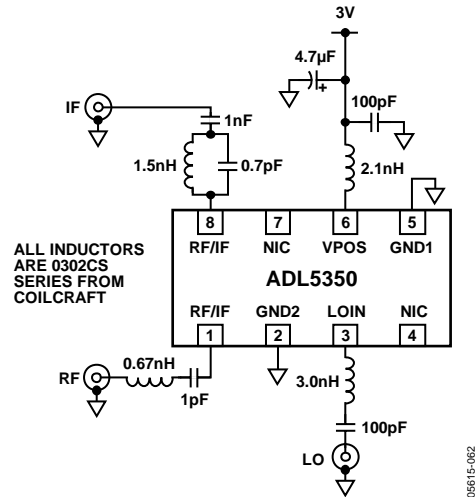 3V
4.7µF
+
100pF
IF
1nF
1.5nH
0.7pF
2.1nH
8
7
6
5
RF/IF
NIC
VPOS
GND1
ALL INDUCTORS
ARE 0302CS
SERIES FROM
COILCRAFT
ADL5350
RF/IF
GND2
LOIN
NIC
1
2
3
4
0.67nH
RF
1pF
3.0nH
100pF
LO
05615-062